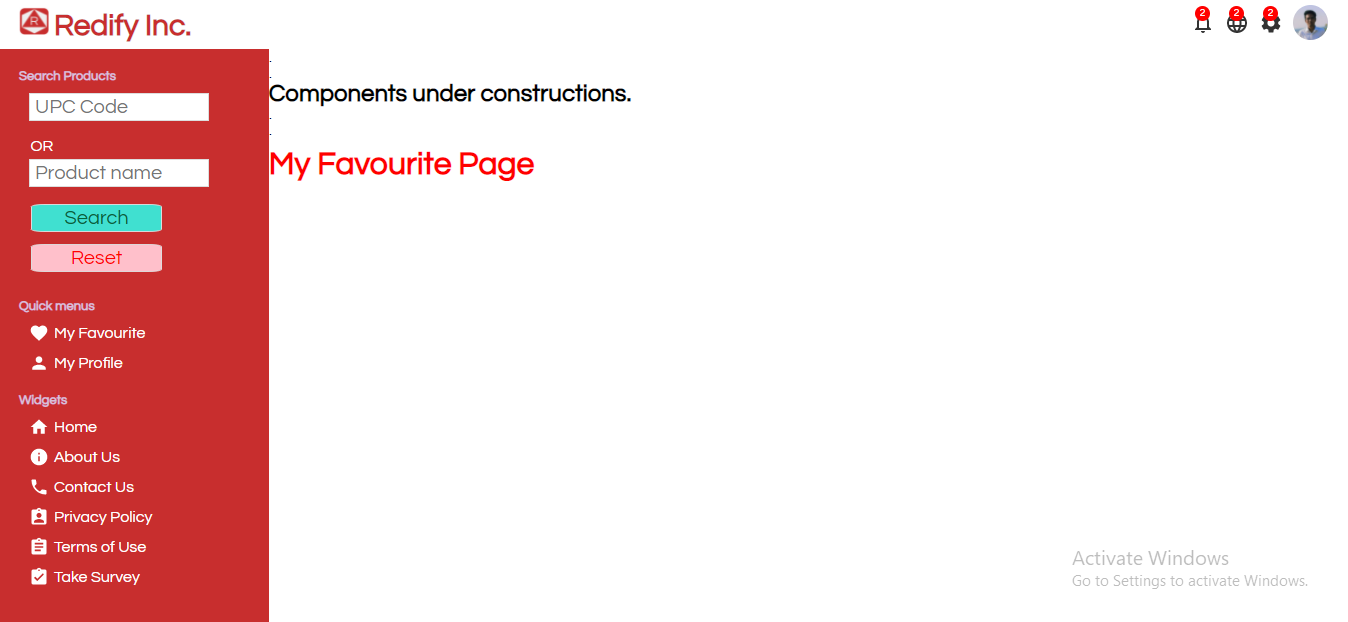 R
Redify Inc.
2
2
2
Search Products
UPC Code
OR
Product name
Search
Reset
Quick menus
My Favourite
My Profile
Widgets
Home
About Us
Contact Us
Privacy Policy
Terms of Use
Take Survey
.
.
Components under constructions.
.
.
My Favourite Page
Activate Windows
Go to Settings to activate Windows.